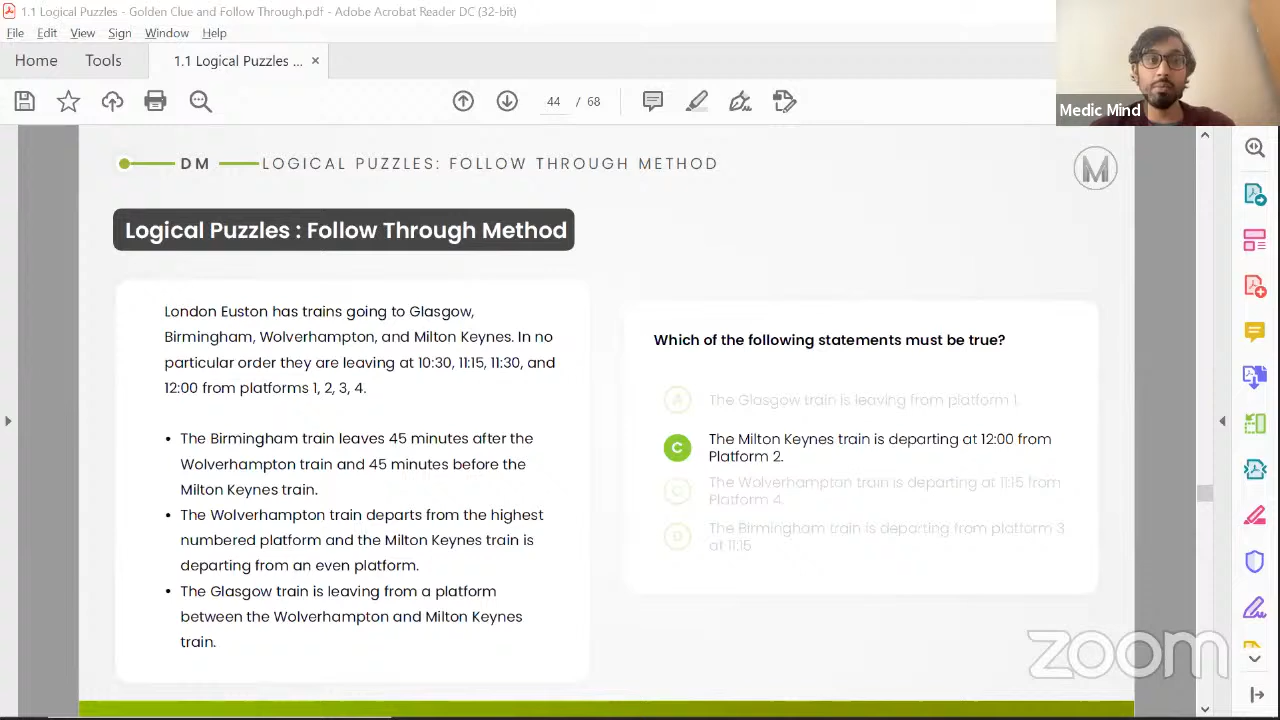 1.1 Logical Puzzles - Golden Clue and Follow Through.pdf - Adobe Acrobat Reader DC (32-bit)
File Edit View Sign Window Help
Home Tools 1.1 Logical Puzzles ... ×
44 / 68
Medic Mind
DM LOGICAL PUZZLES: FOLLOW THROUGH METHOD
M
Logical Puzzles : Follow Through Method
London Euston has trains going to Glasgow,
Birmingham, Wolverhampton, and Milton Keynes. In no
particular order they are leaving at 10:30, 11:15, 11:30, and
12:00 from platforms 1, 2, 3, 4.
• The Birmingham train leaves 45 minutes after the
Wolverhampton train and 45 minutes before the
Milton Keynes train.
• The Wolverhampton train departs from the highest
numbered platform and the Milton Keynes train is
departing from an even platform.
• The Glasgow train is leaving from a platform
between the Wolverhampton and Milton Keynes
train.
Which of the following statements must be true?
A The Glasgow train is leaving from platform 1.
C The Milton Keynes train is departing at 12:00 from
Platform 2.
C The Wolverhampton train is departing at 11:15 from
Platform 4.
D The Birmingham train is departing from platform 3
at 11:15
zoom